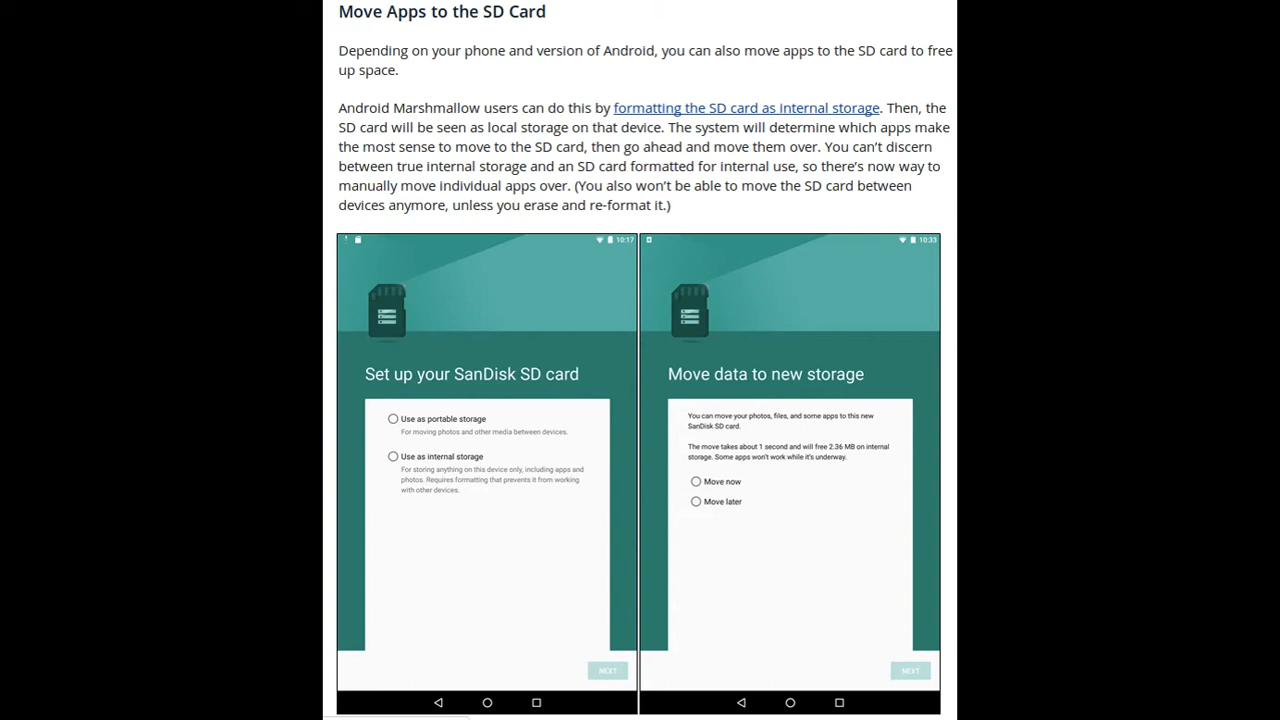 Move Apps to the SD Card
Depending on your phone and version of Android, you can also move apps to the SD card to free
up space.
Android Marshmallow users can do this by formatting the SD card as internal storage. Then, the
SD card will be seen as local storage on that device. The system will determine which apps make
the most sense to move to the SD card, then go ahead and move them over. You can’t discern
between true internal storage and an SD card formatted for internal use, so there’s now way to
manually move individual apps over. (You also won’t be able to move the SD card between
devices anymore, unless you erase and re-format it.)
10:17
Set up your SanDisk SD card
Use as portable storage
For moving photos and other media between devices.
Use as internal storage
For storing anything on this device only, including apps and
photos. Requires formatting that prevents it from working
with other devices.
NEXT
10:33
Move data to new storage
You can move your photos, files, and some apps to this new
SanDisk SD card.
The move takes about 1 second and will free 2.36 MB on internal
storage. Some apps won't work while it's underway.
Move now
Move later
NEXT